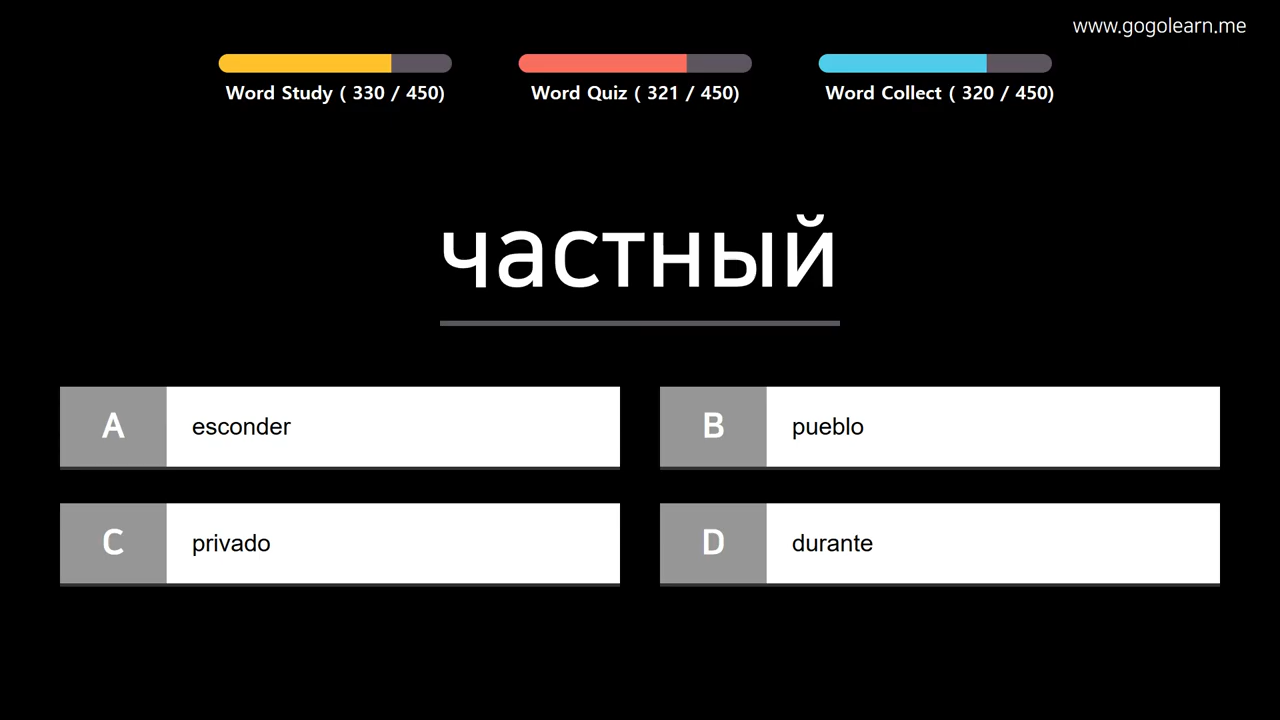 www.gogolearn.me
Word Study ( 330 / 450)
Word Quiz ( 321 / 450)
Word Collect ( 320 / 450)
частный
A esconder
B pueblo
C privado
D durante